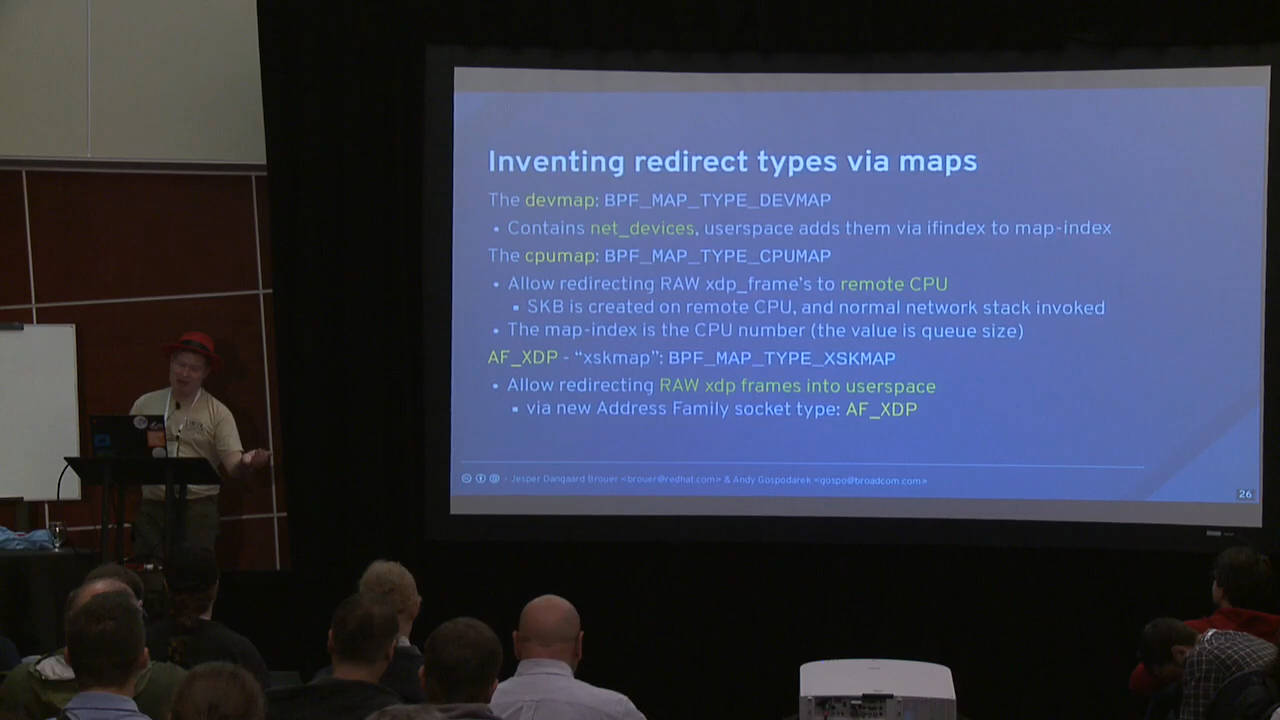 Inventing redirect types via maps
The devmap: BPF_MAP_TYPE_DEVMAP
• Contains net_devices, userspace adds them via ifindex to map-index
The cpumap: BPF_MAP_TYPE_CPUMAP
• Allow redirecting RAW xdp_frame's to remote CPU
▪ SKB is created on remote CPU, and normal network stack invoked
• The map-index is the CPU number (the value is queue size)
AF_XDP - “xskmap”: BPF_MAP_TYPE_XSKMAP
• Allow redirecting RAW xdp frames into userspace
▪ via new Address Family socket type: AF_XDP
- Jesper Dangaard Brouer <brouer@redhat.com> & Andy Gospodarek <gospo@broadcom.com>
26